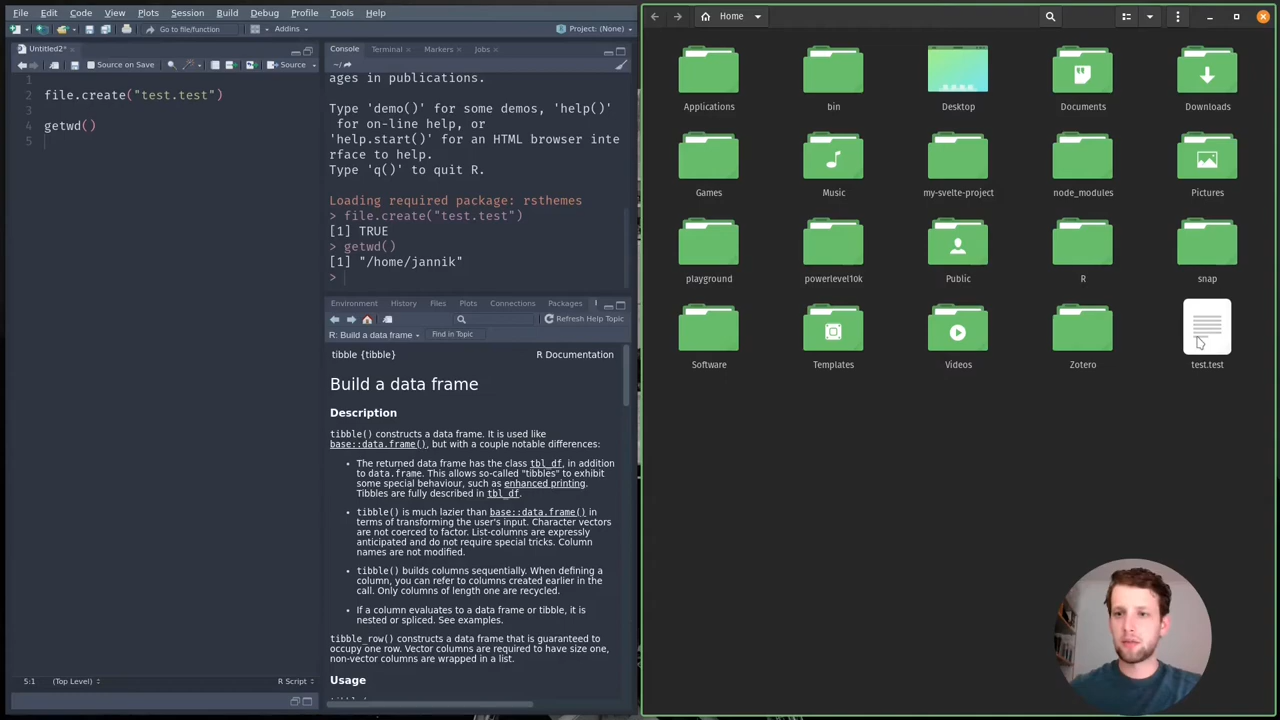 File Edit Code View Plots Session Build Debug Profile Tools Help
Go to file/function
Addins
Project: (None)
Untitled2*
Source on Save
Source
1
2 file.create("test.test")
3
4 getwd()
5
5:1 (Top Level) R Script
Console Terminal Markers Jobs
~/
ages in publications.
Type 'demo()' for some demos, 'help()'
for on-line help, or
'help.start()' for an HTML browser inte
rface to help.
Type 'q()' to quit R.
Loading required package: rsthemes
> file.create("test.test")
[1] TRUE
> getwd()
[1] "/home/jannik"
>
Environment History Files Plots Connections Packages
Refresh Help Topic
R: Build a data frame Find in Topic
tibble {tibble} R Documentation
Build a data frame
Description
tibble() constructs a data frame. It is used like
base::data.frame(), but with a couple notable differences:
• The returned data frame has the class tbl_df, in addition
to data.frame. This allows so-called "tibbles" to exhibit
some special behaviour, such as enhanced printing.
Tibbles are fully described in tbl_df.
• tibble() is much lazier than base::data.frame() in
terms of transforming the user's input. Character vectors
are not coerced to factor. List-columns are expressly
anticipated and do not require special tricks. Column
names are not modified.
• tibble() builds columns sequentially. When defining a
column, you can refer to columns created earlier in the
call. Only columns of length one are recycled.
• If a column evaluates to a data frame or tibble, it is
nested or spliced. See examples.
tibble_row() constructs a data frame that is guaranteed to
occupy one row. Vector columns are required to have size one,
non-vector columns are wrapped in a list.
Usage
Home
Applications bin Desktop Documents Downloads
Games Music my-svelte-project node_modules Pictures
playground powerlevel10k Public R snap
Software Templates Videos Zotero test.test